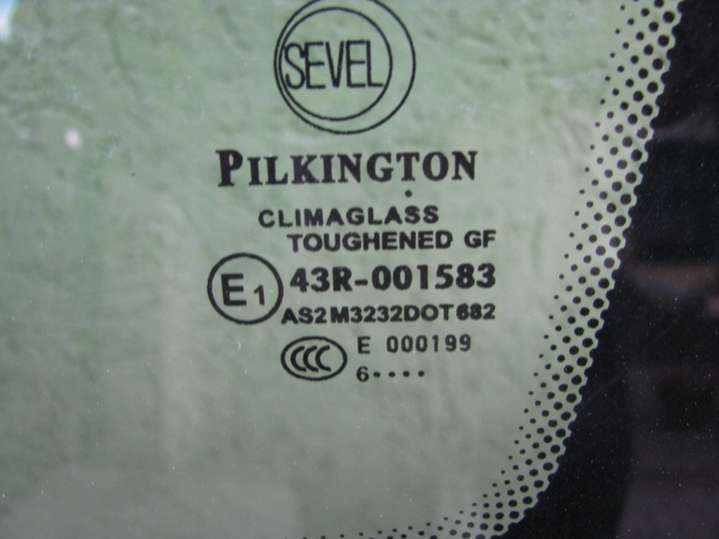 SEVEL
PILKINGTON
CLIMAGLASS
TOUGHENED GF
E1 43R-001583
AS2 M3232DOT682
CCC E 000199
6••••